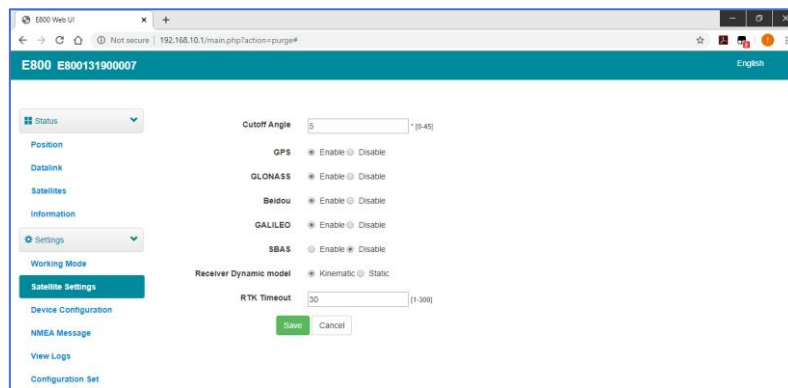 E800 Web UI
Not secure | 192.168.10.1/main.php?action=purge#
E800 E800131900007
English
Status
Position
Datalink
Satellites
Information
Settings
Working Mode
Satellite Settings
Device Configuration
NMEA Message
View Logs
Configuration Set
Cutoff Angle 5 ° [0-45]
GPS Enable Disable
GLONASS Enable Disable
Beidou Enable Disable
GALILEO Enable Disable
SBAS Enable Disable
Receiver Dynamic model Kinematic Static
RTK Timeout 30 [1-300]
Save Cancel